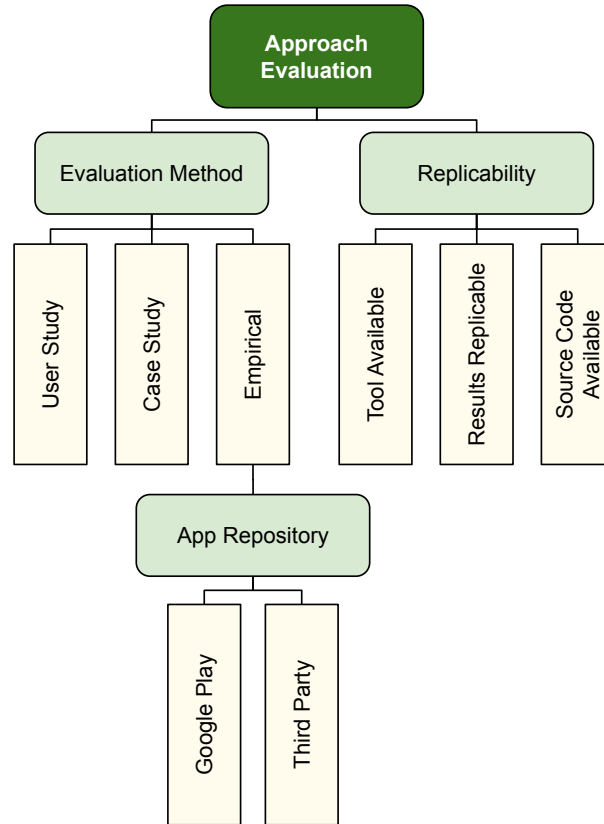 Approach
Evaluation
Evaluation Method
Replicability
User Study
Case Study
Empirical
Tool Available
Results Replicable
Source Code
Available
App Repository
Google Play
Third Party